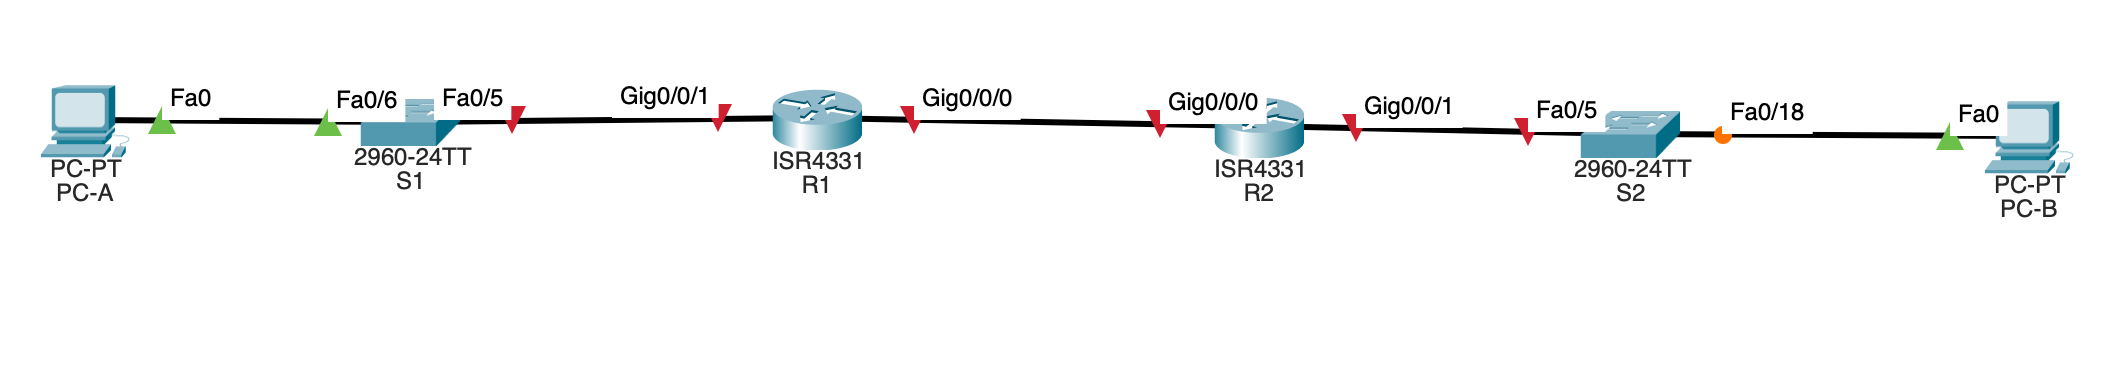 Fa0
Fa0/6
Fa0/5
Gig0/0/1
Gig0/0/0
Gig0/0/0
Gig0/0/1
Fa0/5
Fa0/18
Fa0
PC-PT
PC-A
2960-24TT
S1
ISR4331
R1
ISR4331
R2
2960-24TT
S2
PC-PT
PC-B